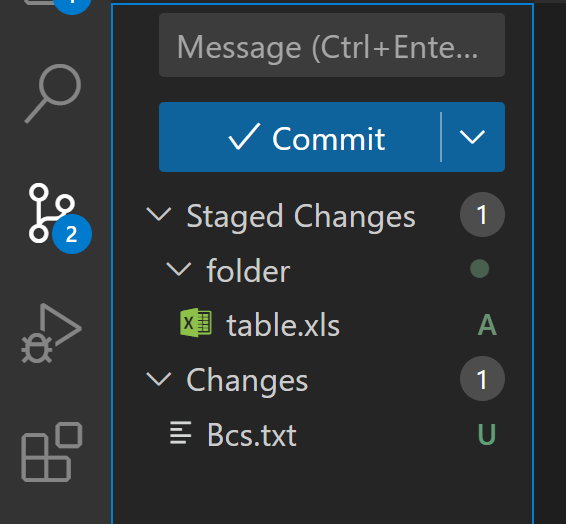 Message (Ctrl+Ente...
Commit
Staged Changes 1
folder
table.xls A
2
Changes 1
Bcs.txt U